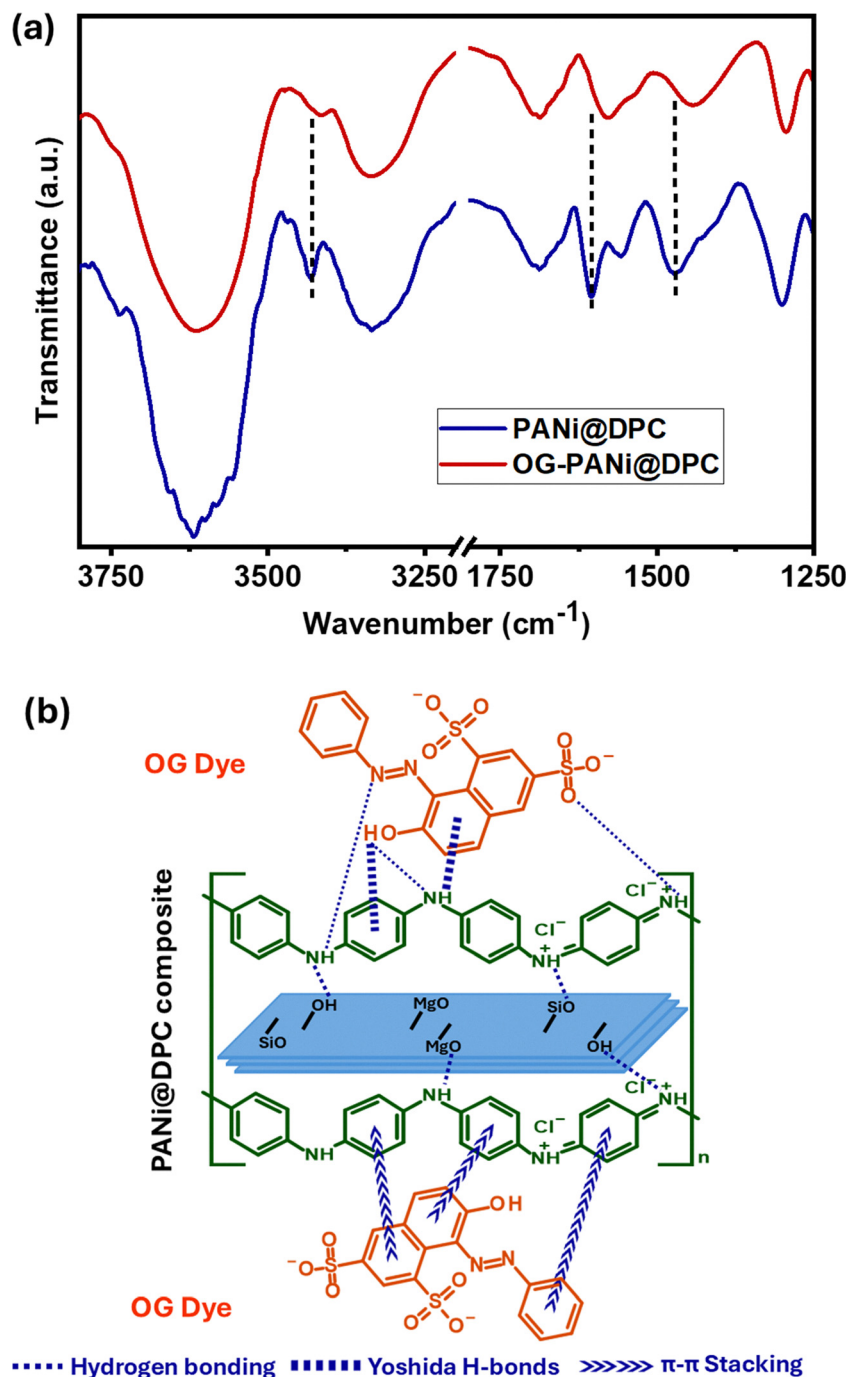 (a)
Transmittance (a.u.)
PANi@DPC
OG-PANi@DPC
3750 3500 3250 1750 1500 1250
Wavenumber (cm⁻¹)
(b)
OG Dye
⁻O S O O
O S O⁻ O
N=N
HO
PANi@DPC composite
NH NH Cl⁻ NH + Cl⁻ + NH
OH MgO SiO
SiO MgO OH
NH NH Cl⁻ NH + Cl⁻ + NH
n
OH
⁻O S O O
N=N
O S O O⁻
OG Dye
Hydrogen bonding Yoshida H-bonds π-π Stacking